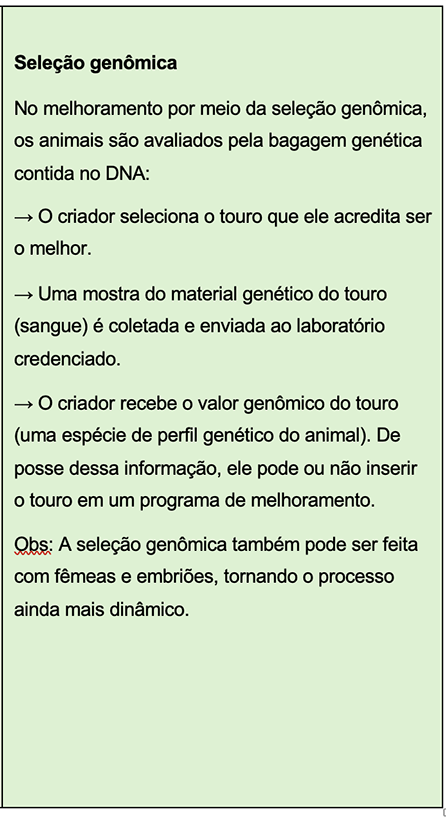 Seleção genômica
No melhoramento por meio da seleção genômica,
os animais são avaliados pela bagagem genética
contida no DNA:
→ O criador seleciona o touro que ele acredita ser
o melhor.
→ Uma mostra do material genético do touro
(sangue) é coletada e enviada ao laboratório
credenciado.
→ O criador recebe o valor genômico do touro
(uma espécie de perfil genético do animal). De
posse dessa informação, ele pode ou não inserir
o touro em um programa de melhoramento.
Obs: A seleção genômica também pode ser feita
com fêmeas e embriões, tornando o processo
ainda mais dinâmico.